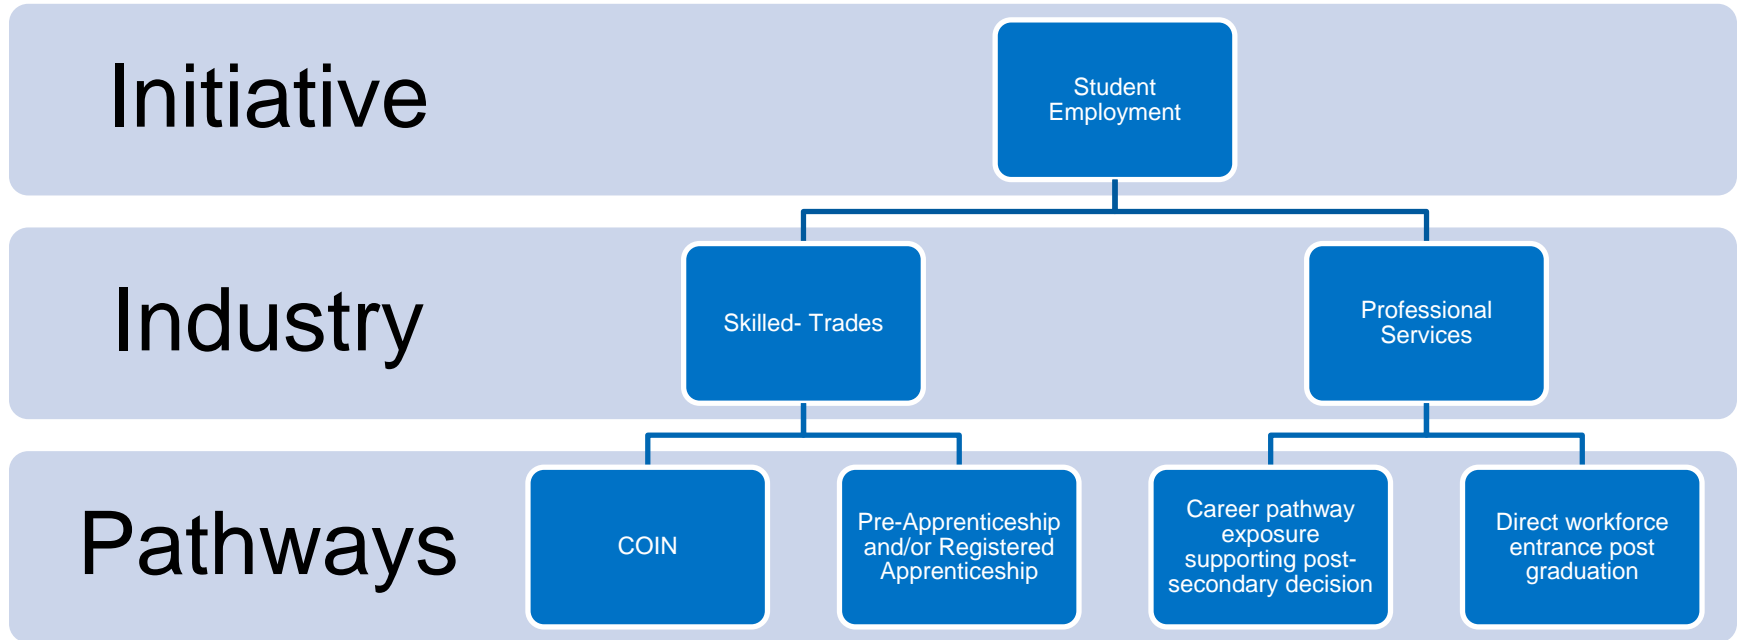 Initiative
Student
Employment
Industry
Skilled- Trades
Professional
Services
Pathways
COIN
Pre-Apprenticeship
and/or Registered
Apprenticeship
Career pathway
exposure
supporting post-
secondary decision
Direct workforce
entrance post
graduation